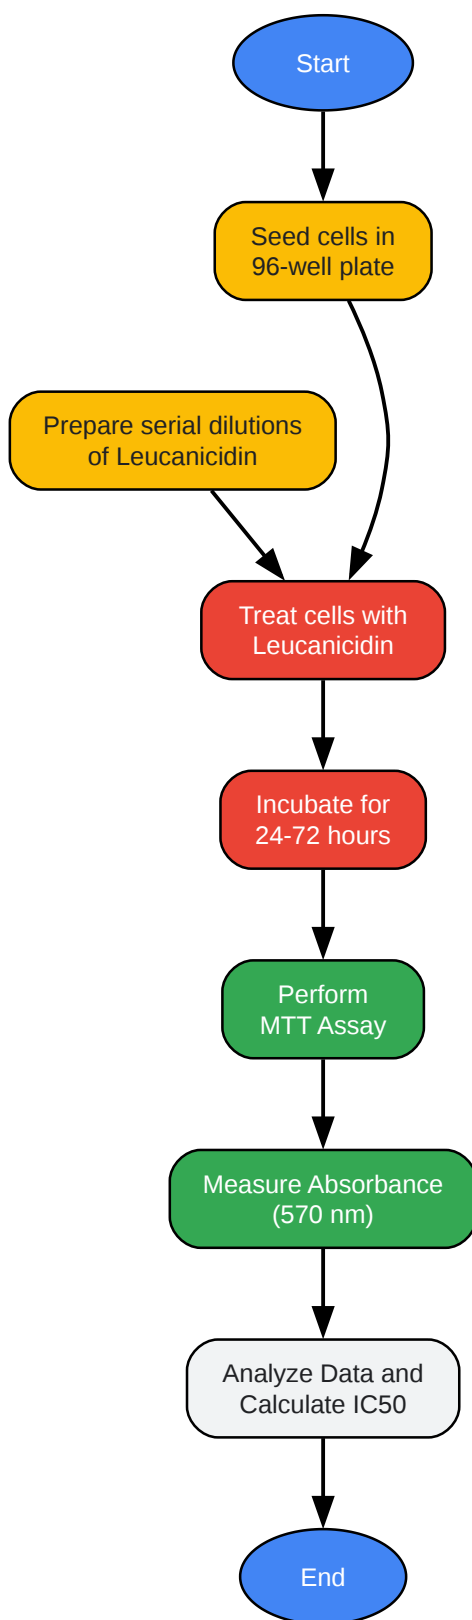 Start
Seed cells in
96-well plate
Prepare serial dilutions
of Leucanicidin
Treat cells with
Leucanicidin
Incubate for
24-72 hours
Perform
MTT Assay
Measure Absorbance
(570 nm)
Analyze Data and
Calculate IC50
End